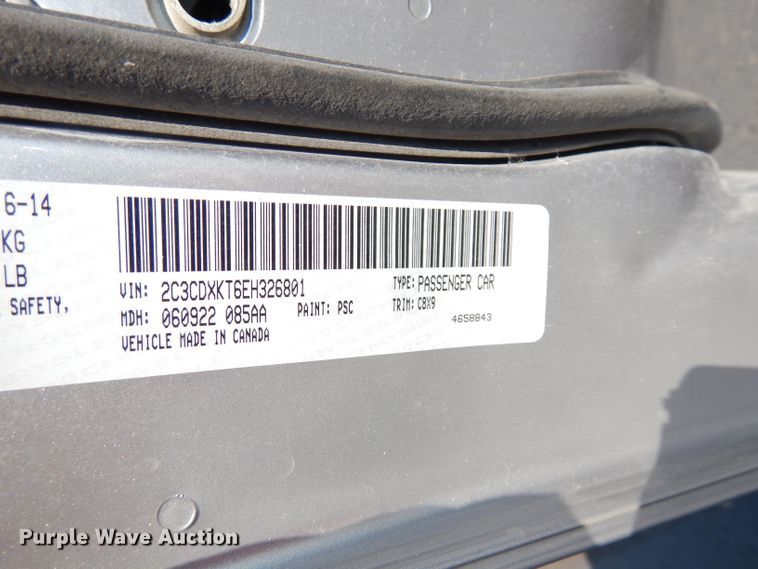 6-14
KG
LB
SAFETY,
VIN: 2C3CDXKT6EH326801 TYPE: PASSENGER CAR
MDH: 060922 085AA PAINT: PSC TRIM: C8X9
VEHICLE MADE IN CANADA 4658843
Purple Wave Auction